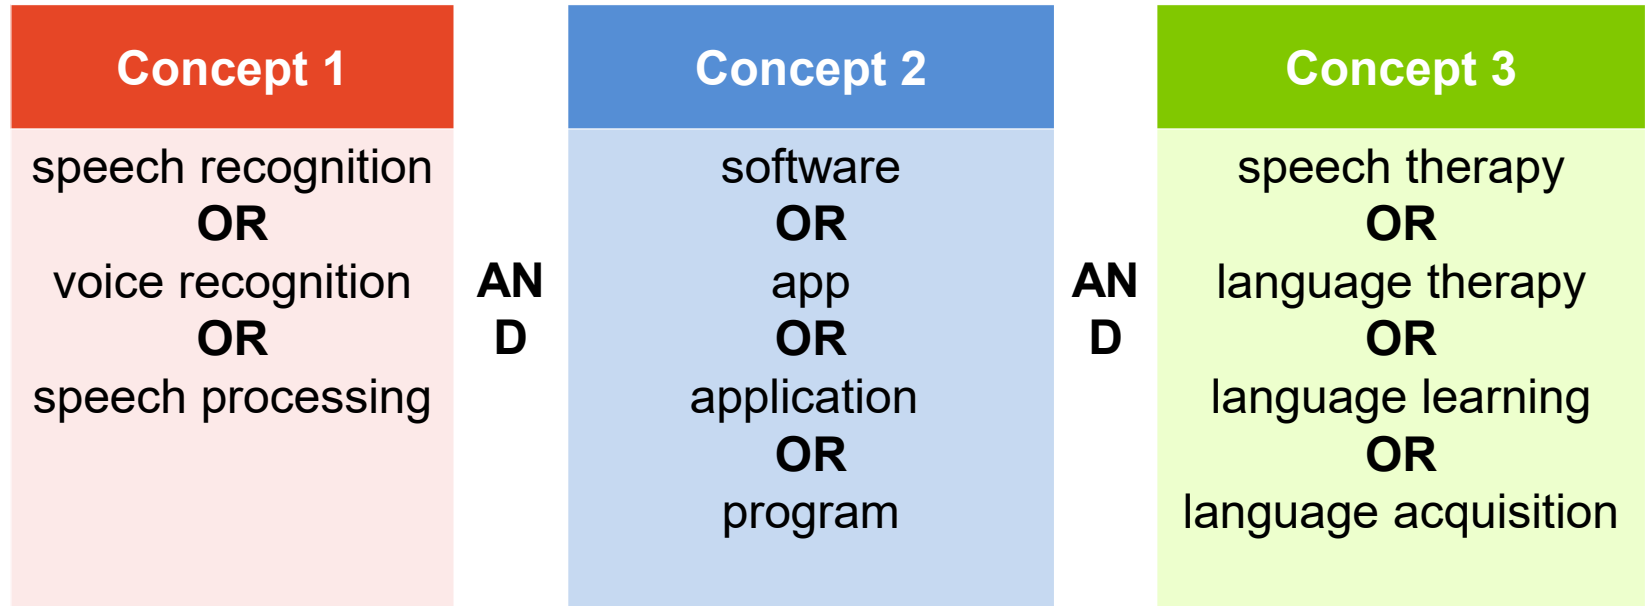 Concept 1
speech recognition
OR
voice recognition
OR
speech processing
AN
D
Concept 2
software
OR
app
OR
application
OR
program
AN
D
Concept 3
speech therapy
OR
language therapy
OR
language learning
OR
language acquisition